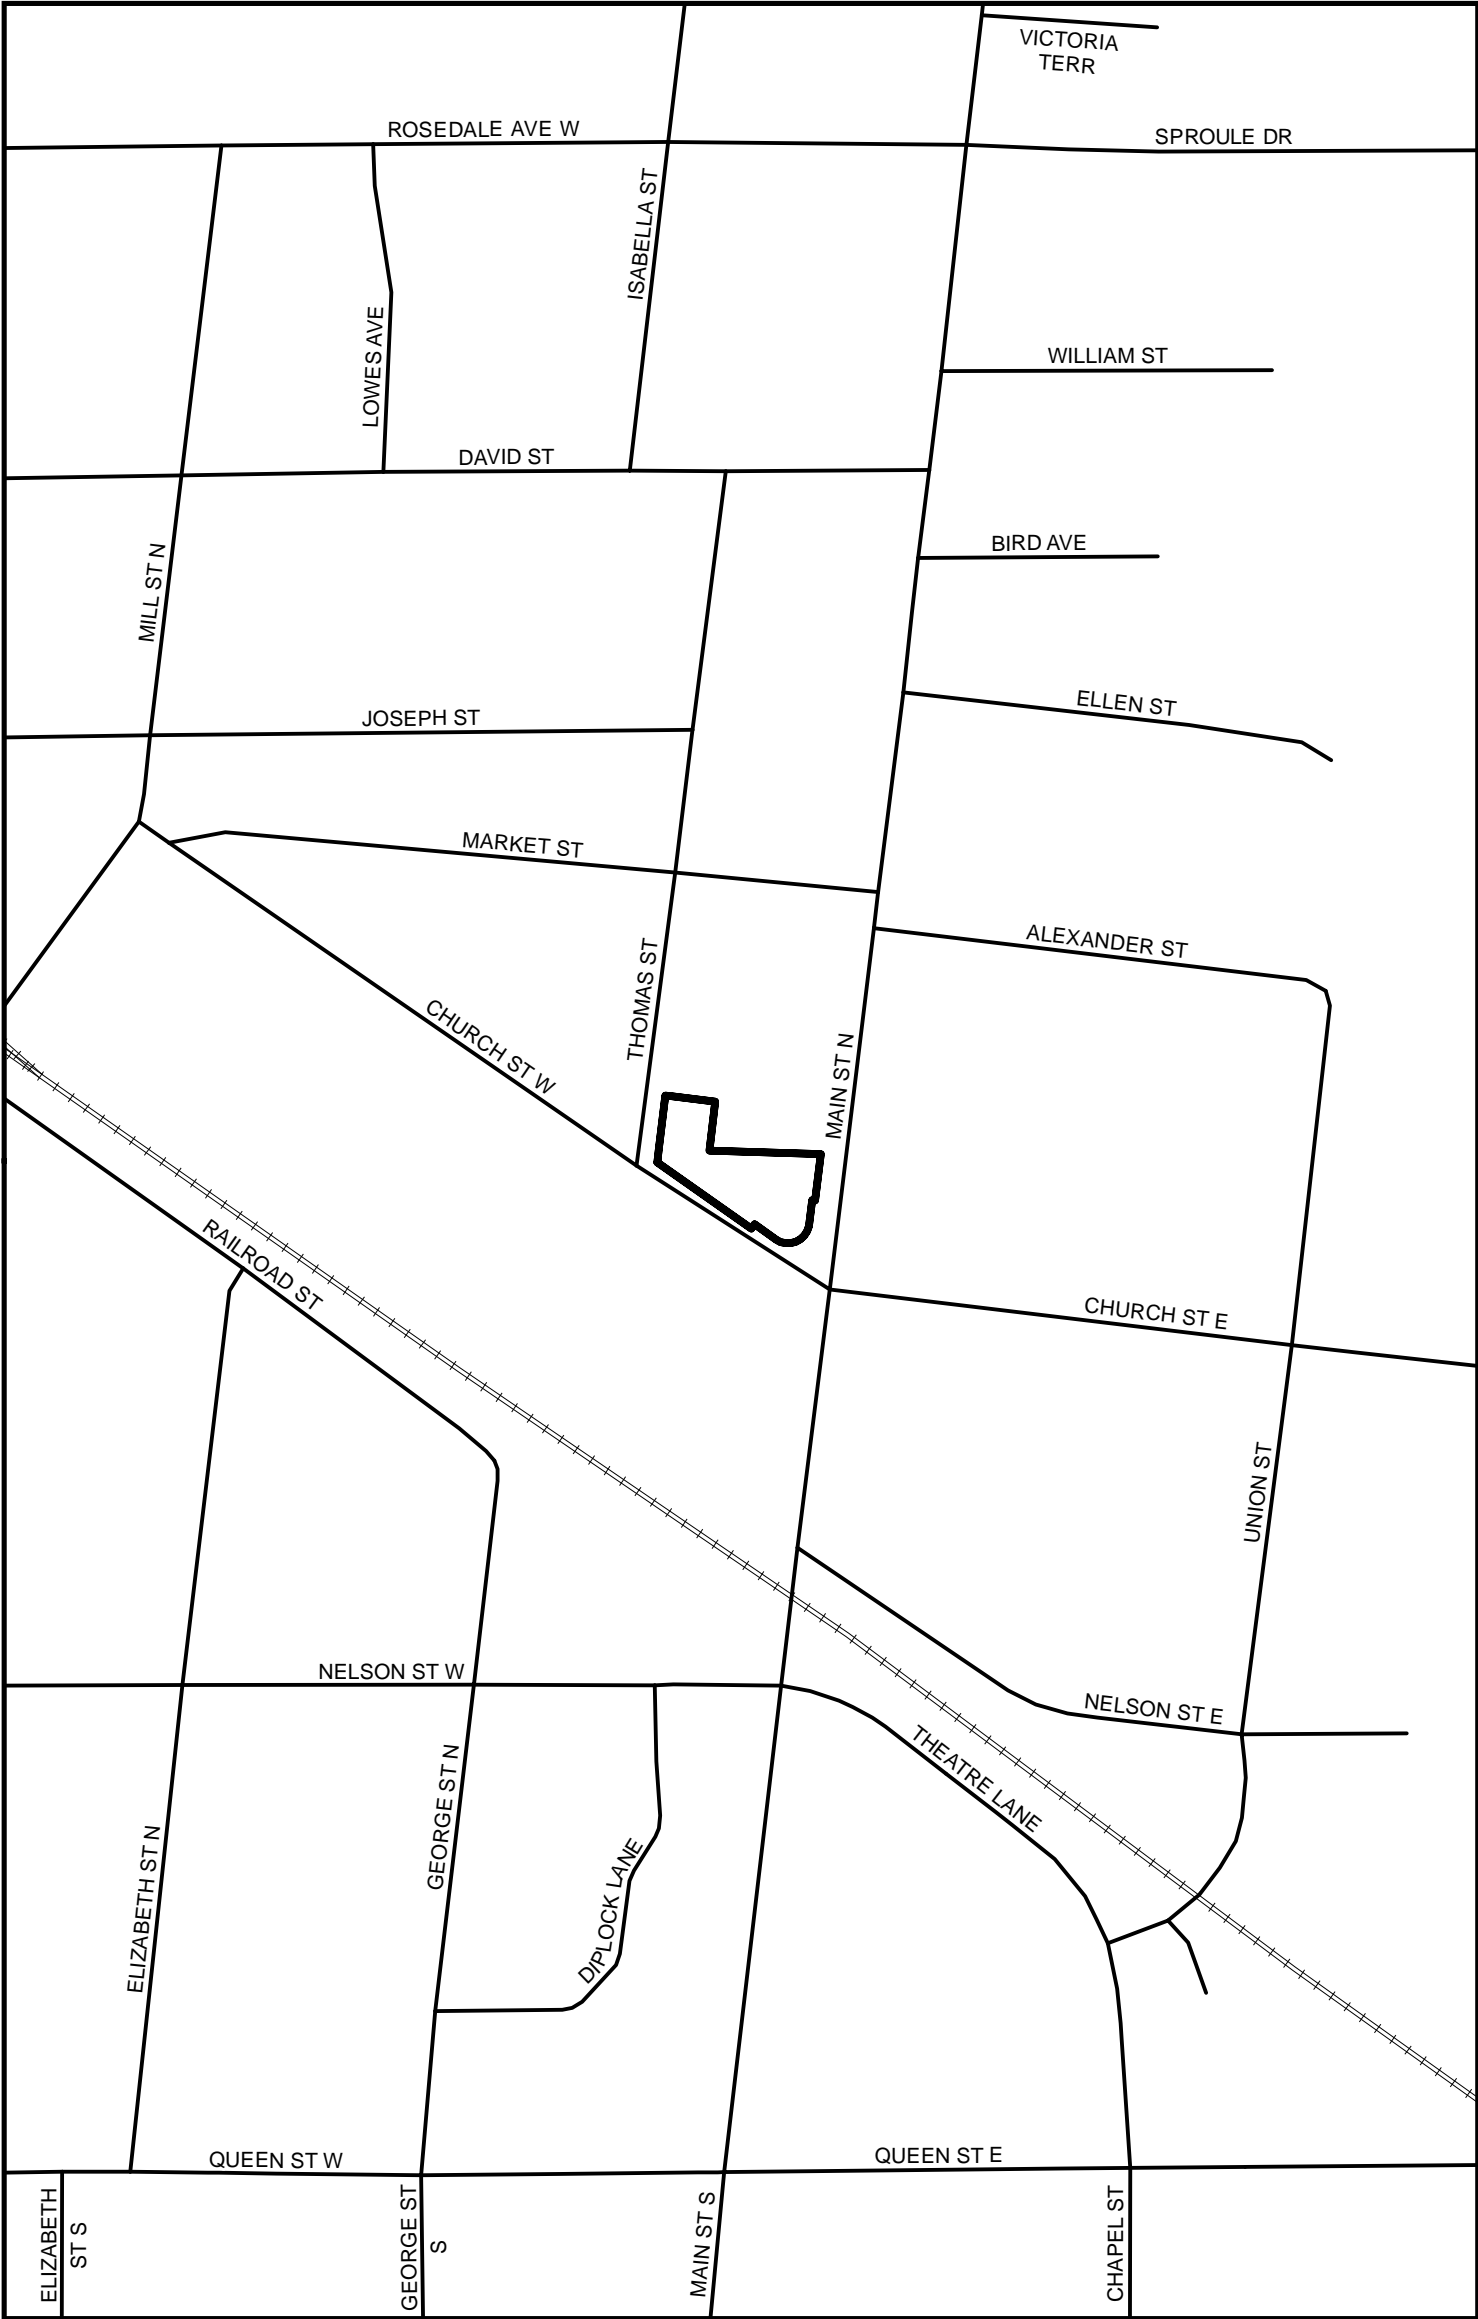 VICTORIA
TERR
ROSEDALE AVE W
SPROULE DR
ISABELLA ST
LOWES AVE
WILLIAM ST
DAVID ST
BIRD AVE
MILL ST N
ELLEN ST
JOSEPH ST
MARKET ST
ALEXANDER ST
THOMAS ST
CHURCH ST W
MAIN ST N
RAILROAD ST
CHURCH ST E
UNION ST
NELSON ST W
NELSON ST E
THEATRE LANE
GEORGE ST N
ELIZABETH ST N
DIPLOCK LANE
QUEEN ST W
QUEEN ST E
ELIZABETH
ST S
GEORGE ST
S
MAIN ST S
CHAPEL ST